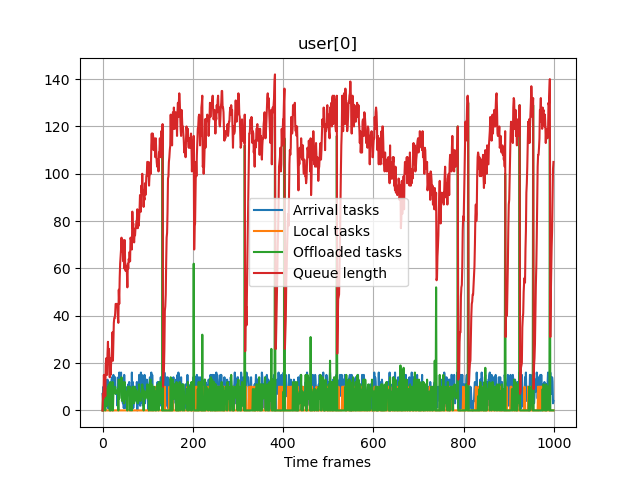 user[0]
140
120
100
80
60
40
20
0
Arrival tasks
Local tasks
Offloaded tasks
Queue length
0 200 400 600 800 1000
Time frames